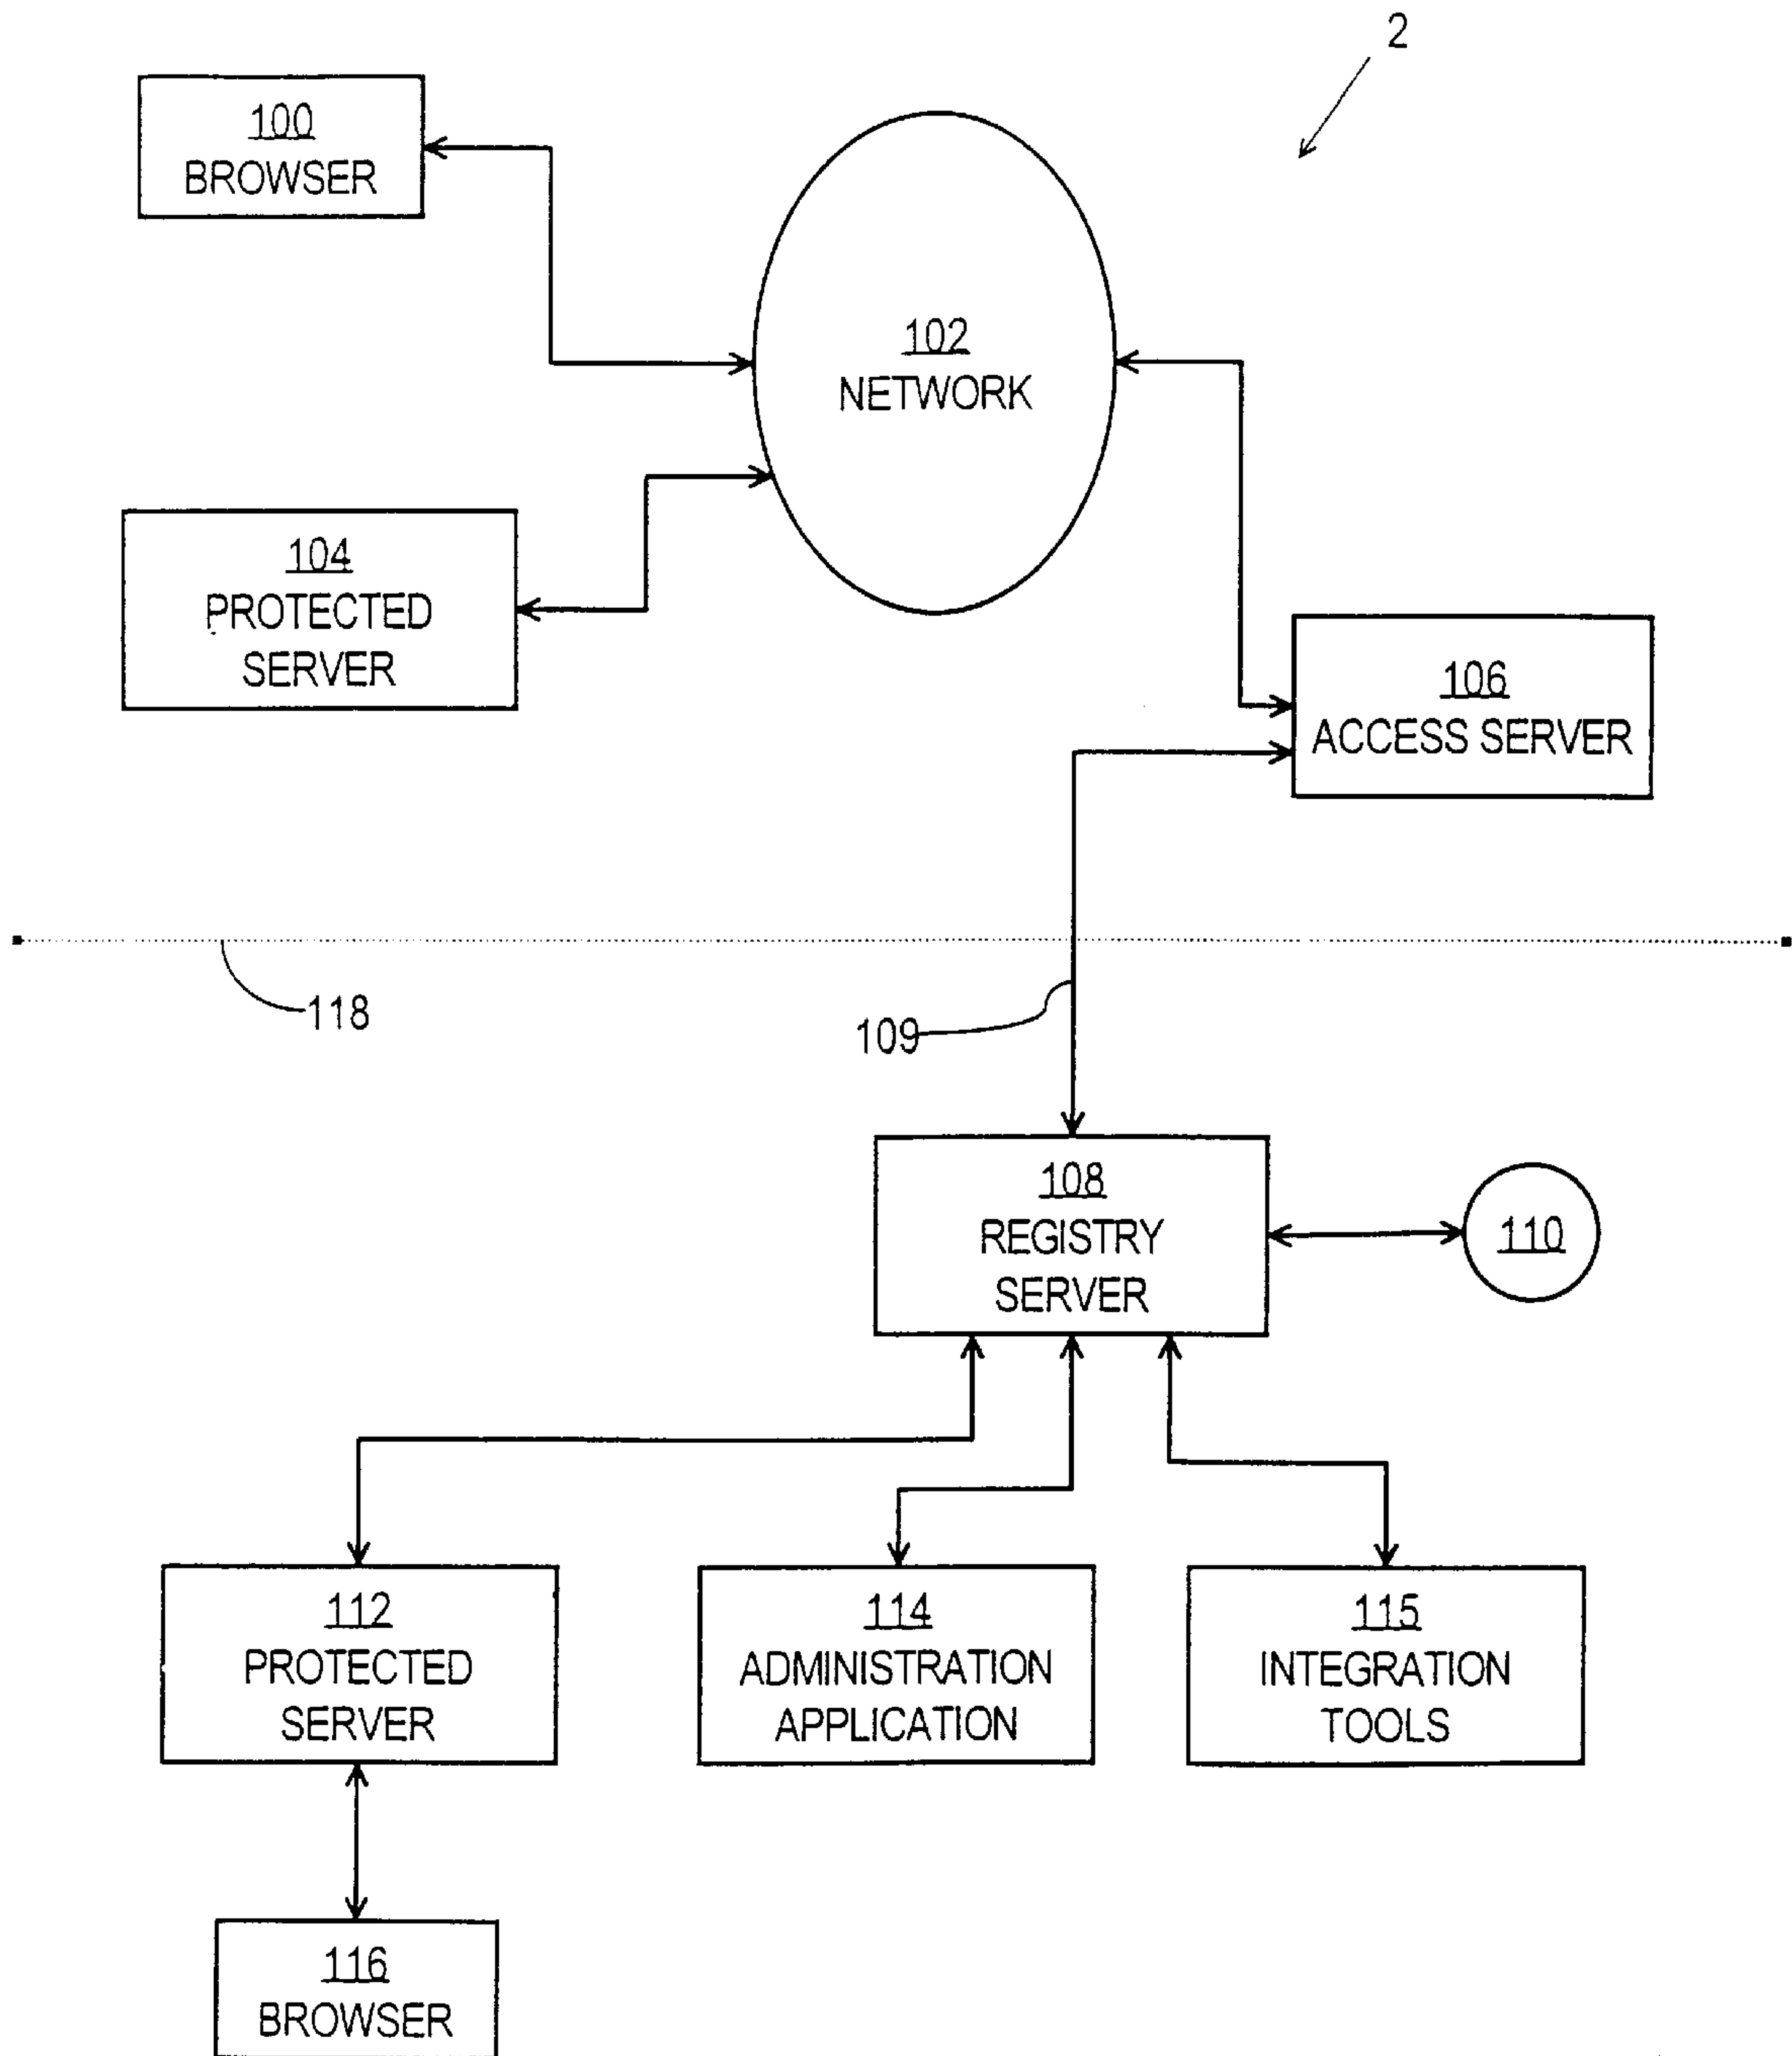 2
100
BROWSER
102
NETWORK
104
PROTECTED
SERVER
106
ACCESS SERVER
118
109
108
REGISTRY
SERVER
110
112
PROTECTED
SERVER
114
ADMINISTRATION
APPLICATION
115
INTEGRATION
TOOLS
116
BROWSER